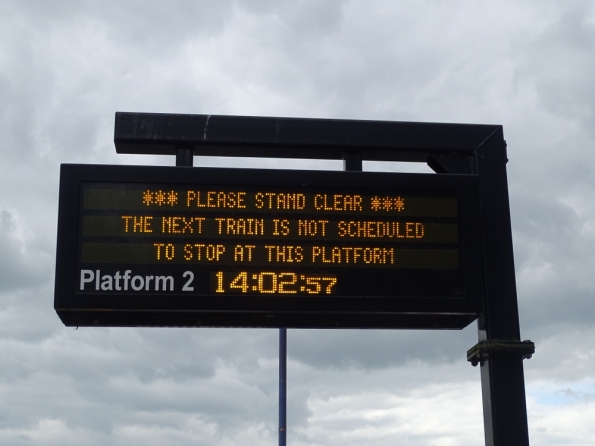 *** PLEASE STAND CLEAR ***
THE NEXT TRAIN IS NOT SCHEDULED
TO STOP AT THIS PLATFORM
Platform 2 14:02:57